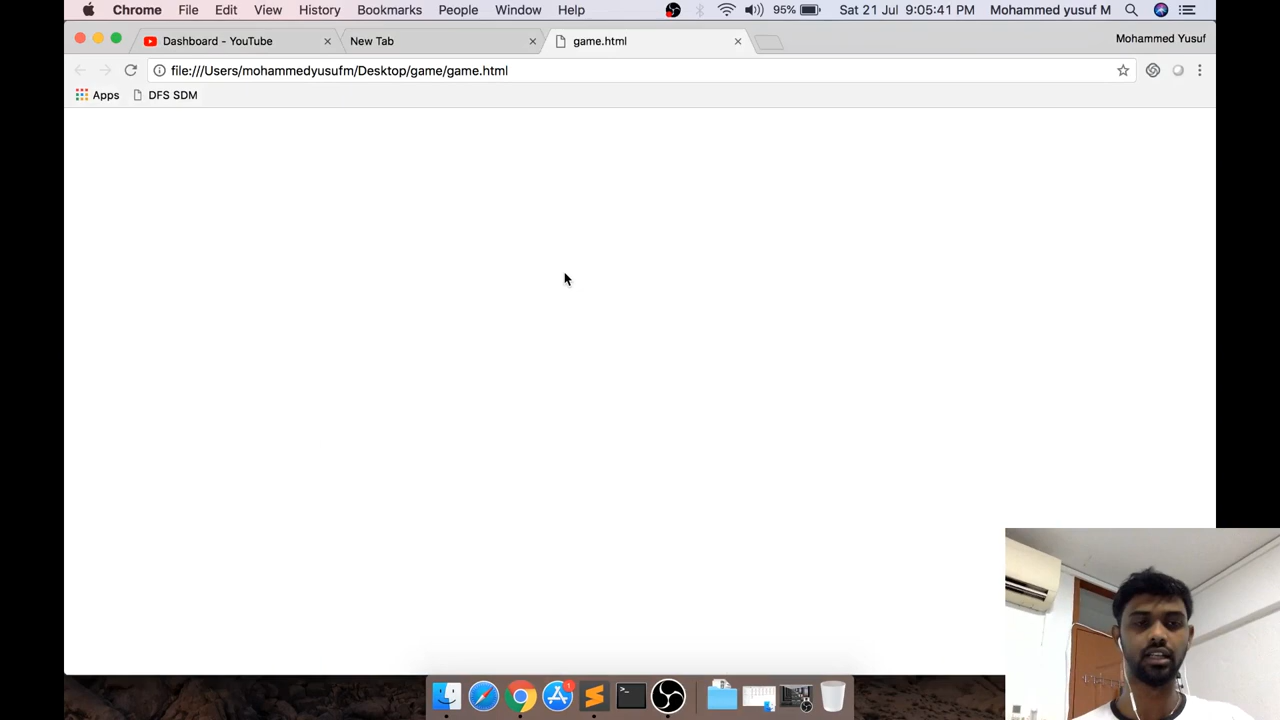 Chrome File Edit View History Bookmarks People Window Help 95% Sat 21 Jul 9:05:41 PM Mohammed yusuf M
Dashboard - YouTube New Tab game.html Mohammed Yusuf
file:///Users/mohammedyusufm/Desktop/game/game.html
Apps DFS SDM
1